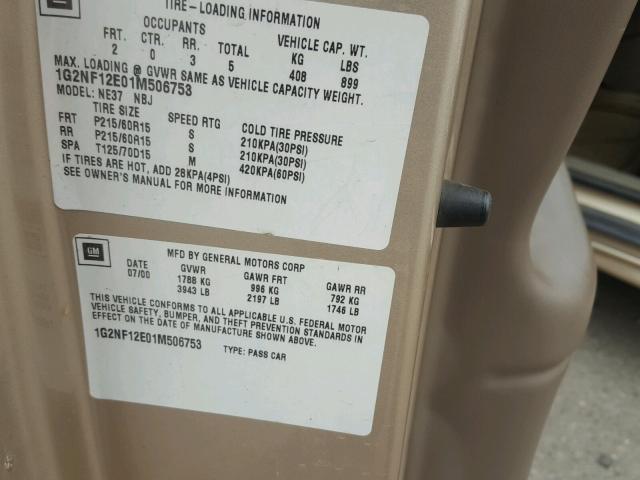 GM
TIRE-LOADING INFORMATION
OCCUPANTS VEHICLE CAP. WT.
FRT. CTR. RR. TOTAL KG LBS
2 0 3 5 408 899
MAX. LOADING @ GVWR SAME AS VEHICLE CAPACITY WEIGHT.
1G2NF12E01M506753
MODEL: NE37 NBJ
TIRE SIZE SPEED RTG COLD TIRE PRESSURE
FRT P215/60R15 S 210KPA(30PSI)
RR P215/60R15 S 210KPA(30PSI)
SPA T125/70D15 M 420KPA(60PSI)
IF TIRES ARE HOT, ADD 28KPA(4PSI)
SEE OWNER'S MANUAL FOR MORE INFORMATION
GM
MFD BY GENERAL MOTORS CORP
DATE GVWR GAWR FRT GAWR RR
07/00 1788 KG 996 KG 792 KG
3943 LB 2197 LB 1746 LB
THIS VEHICLE CONFORMS TO ALL APPLICABLE U.S. FEDERAL MOTOR
VEHICLE SAFETY, BUMPER, AND THEFT PREVENTION STANDARDS IN
EFFECT ON THE DATE OF MANUFACTURE SHOWN ABOVE.
1G2NF12E01M506753 TYPE: PASS CAR